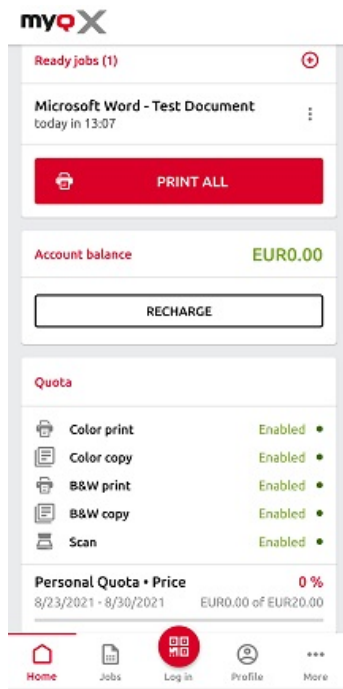 myQ X
Ready jobs (1)
Microsoft Word - Test Document
today in 13:07
PRINT ALL
Account balance EUR0.00
RECHARGE
Quota
Color print Enabled
Color copy Enabled
B&W print Enabled
B&W copy Enabled
Scan Enabled
Personal Quota • Price 0 %
8/23/2021 - 8/30/2021 EUR0.00 of EUR20.00
Home Jobs Log in Profile More